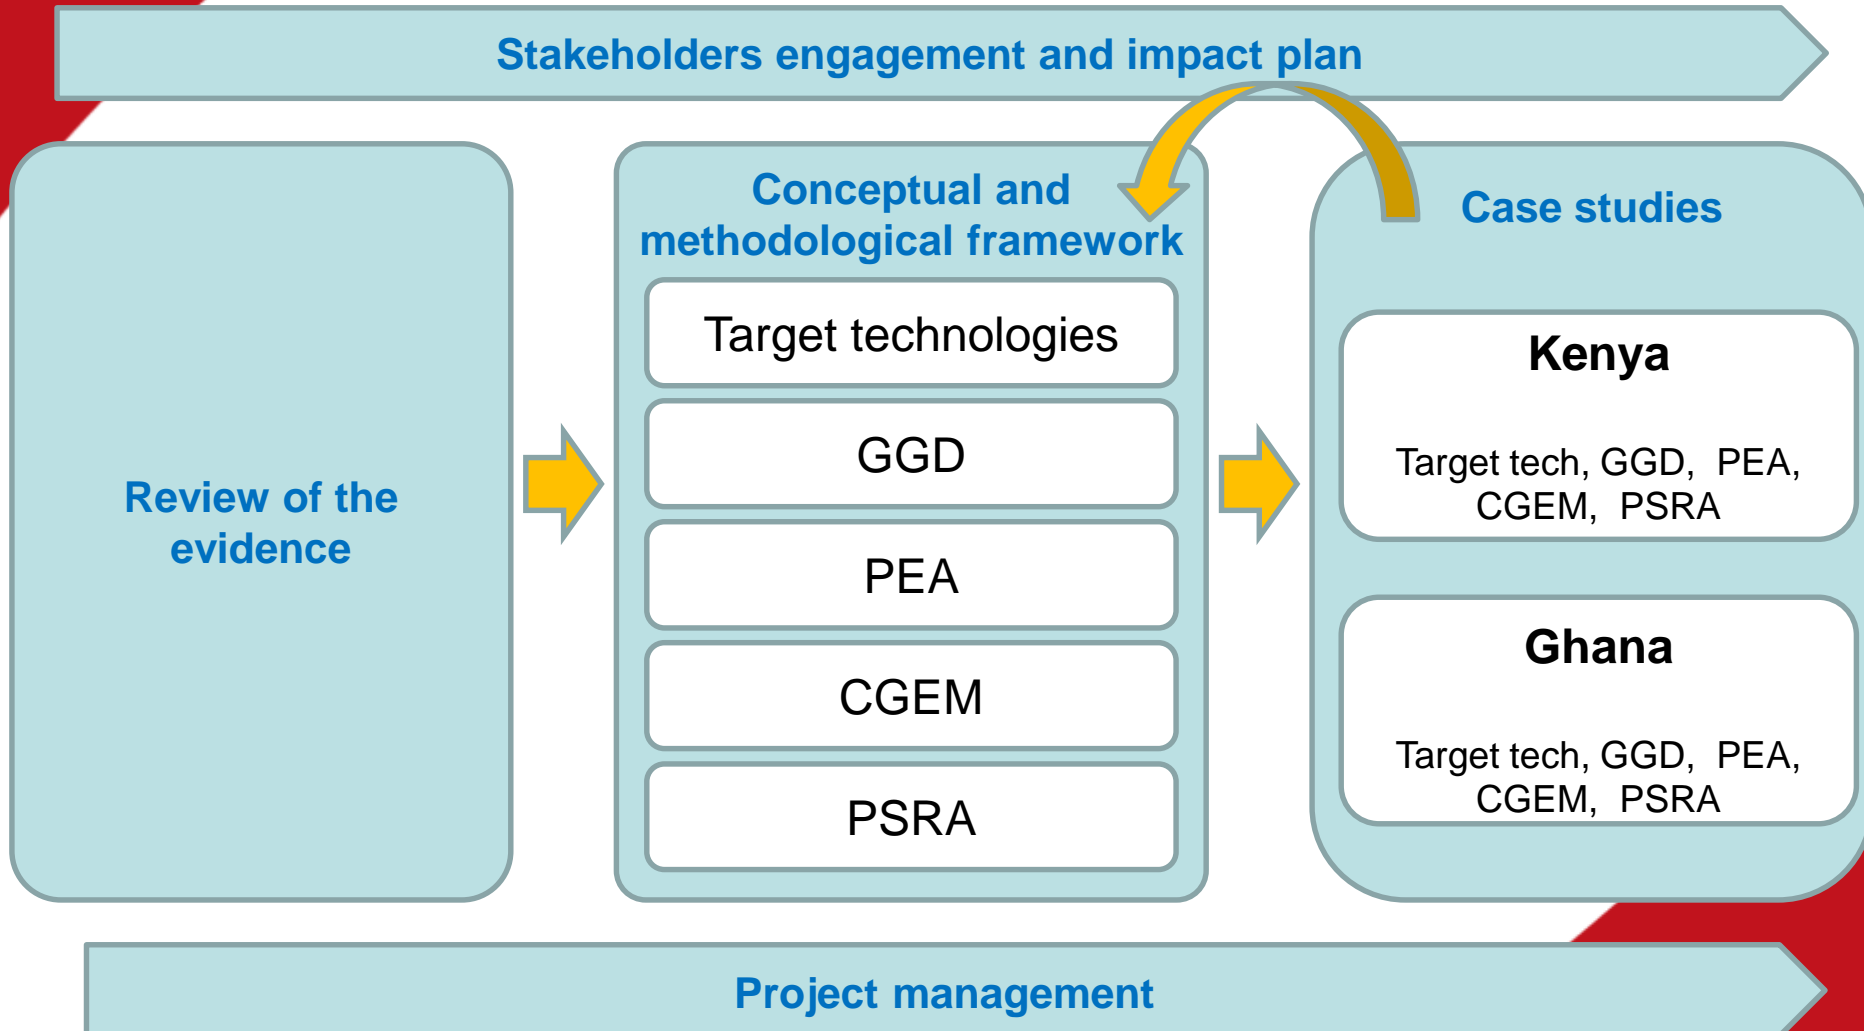 Stakeholders engagement and impact plan
Review of the
evidence
Conceptual and
methodological framework
Target technologies
GGD
PEA
CGEM
PSRA
Case studies
Kenya
Target tech, GGD, PEA,
CGEM, PSRA
Ghana
Target tech, GGD, PEA,
CGEM, PSRA
Project management